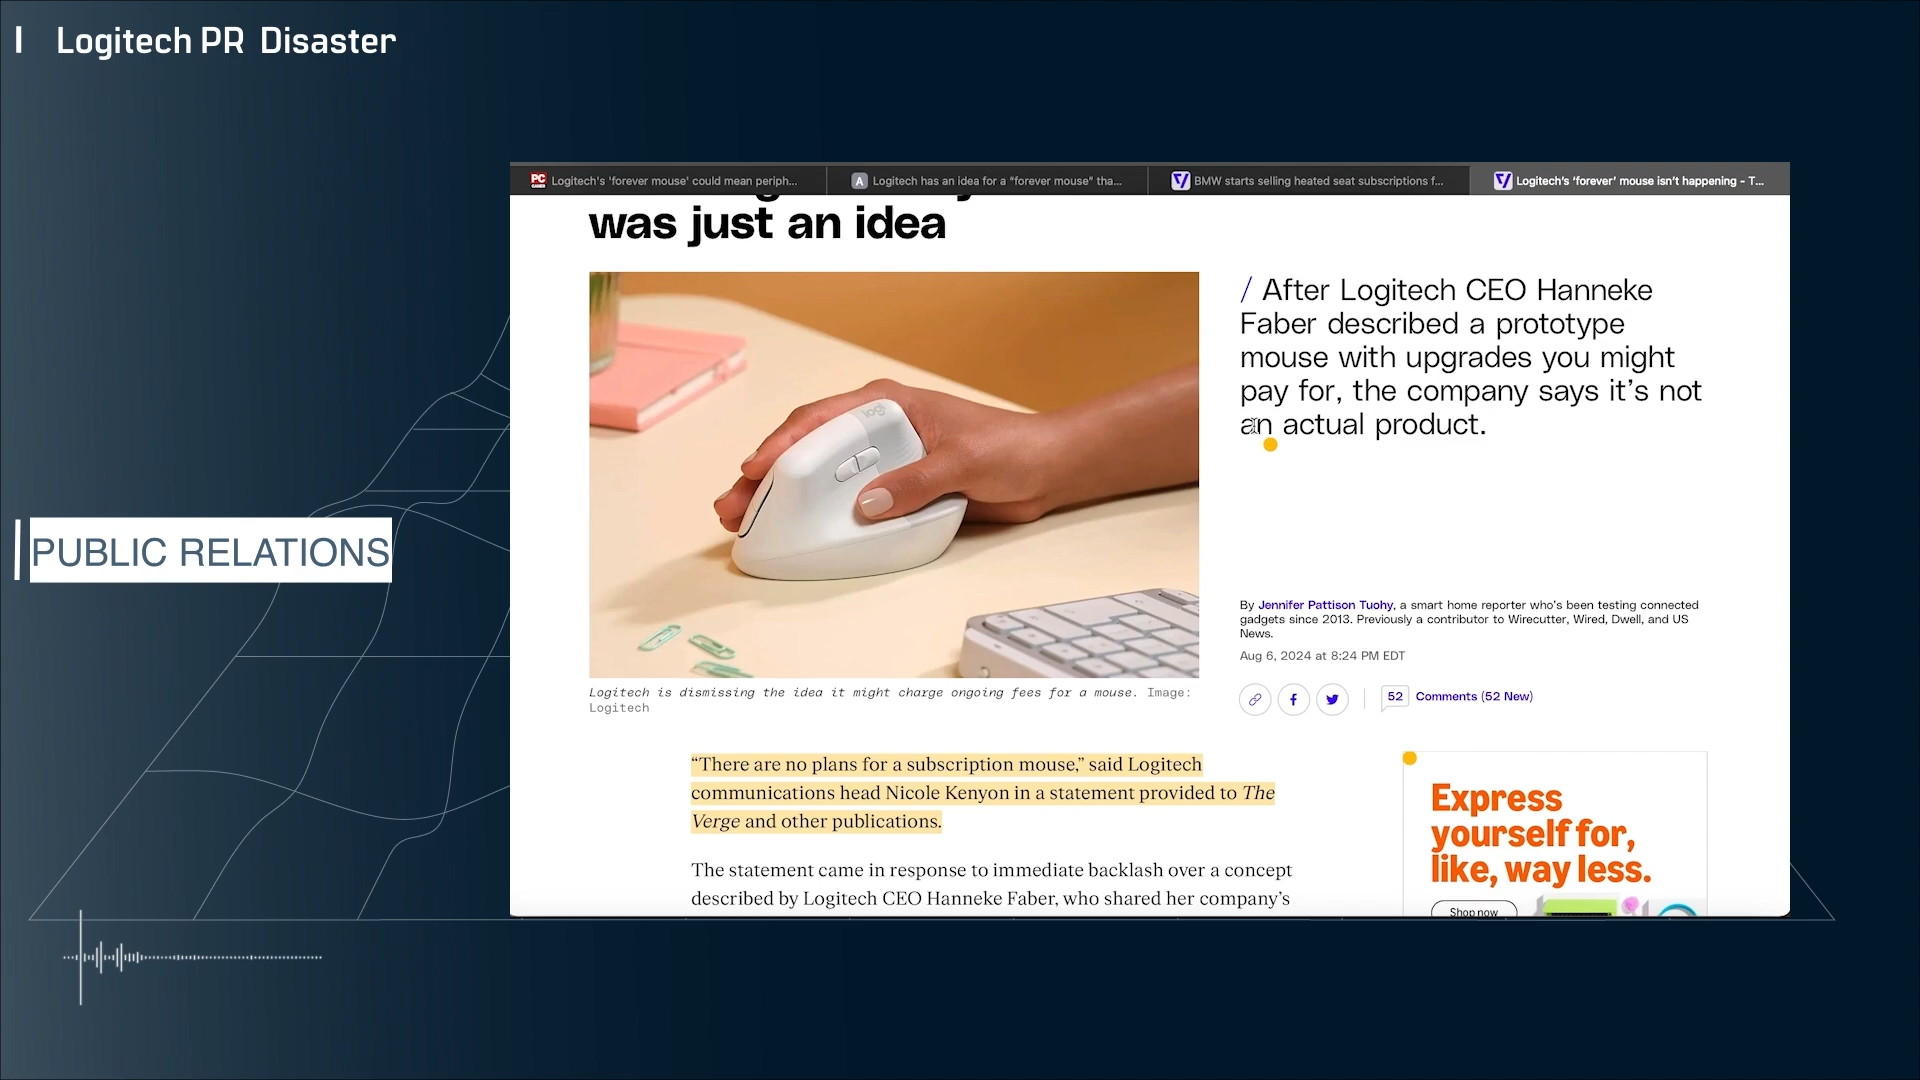 Logitech PR Disaster
PUBLIC RELATIONS
PC GAMER Logitech's 'forever mouse' could mean periph...
A Logitech has an idea for a “forever mouse” tha...
BMW starts selling heated seat subscriptions f...
Logitech’s ‘forever’ mouse isn’t happening - T...
was just an idea
logi
/ After Logitech CEO Hanneke
Faber described a prototype
mouse with upgrades you might
pay for, the company says it’s not
an actual product.
By Jennifer Pattison Tuohy, a smart home reporter who’s been testing connected
gadgets since 2013. Previously a contributor to Wirecutter, Wired, Dwell, and US
News.
Aug 6, 2024 at 8:24 PM EDT
52 Comments (52 New)
Logitech is dismissing the idea it might charge ongoing fees for a mouse. Image:
Logitech
“There are no plans for a subscription mouse,” said Logitech
communications head Nicole Kenyon in a statement provided to The
Verge and other publications.
The statement came in response to immediate backlash over a concept
described by Logitech CEO Hanneke Faber, who shared her company’s
Express
yourself for,
like, way less.
Shop now